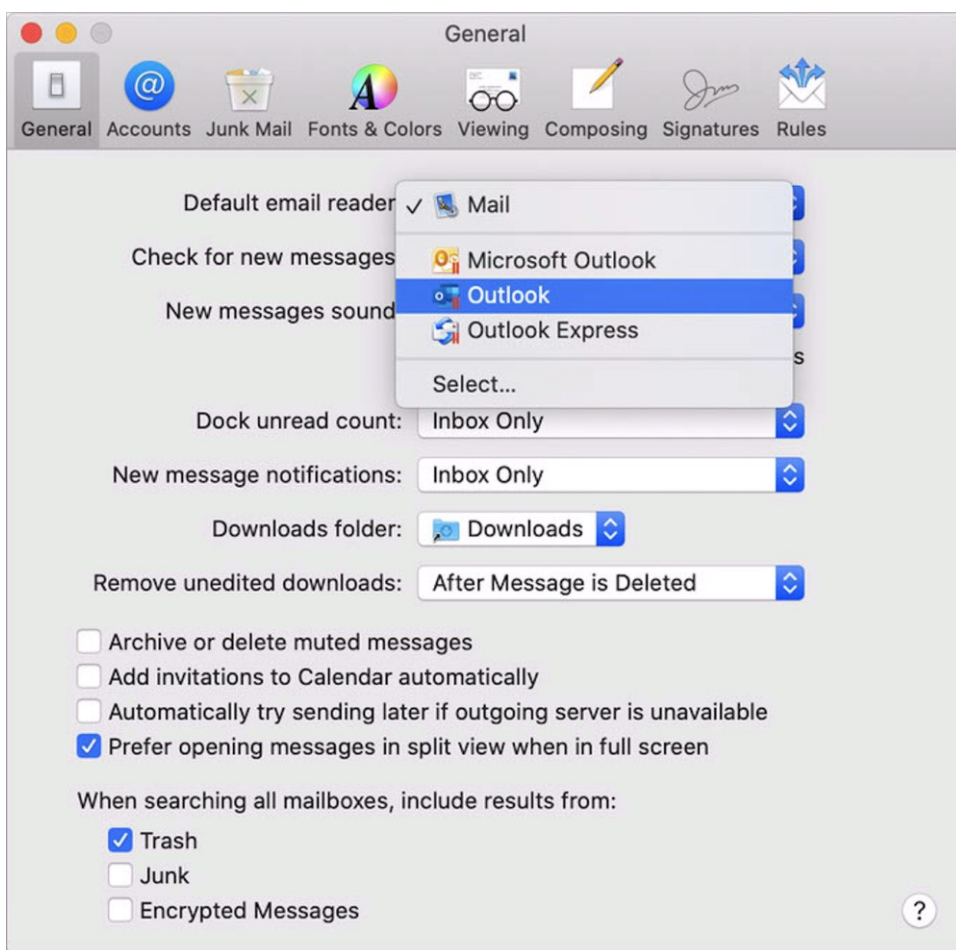 General
General Accounts Junk Mail Fonts & Colors Viewing Composing Signatures Rules
Default email reader ✓ Mail
Check for new messages Microsoft Outlook
Outlook
New messages sound Outlook Express
s
Select...
Dock unread count: Inbox Only
New message notifications: Inbox Only
Downloads folder: Downloads
Remove unedited downloads: After Message is Deleted
Archive or delete muted messages
Add invitations to Calendar automatically
Automatically try sending later if outgoing server is unavailable
Prefer opening messages in split view when in full screen
When searching all mailboxes, include results from:
Trash
Junk
Encrypted Messages
?